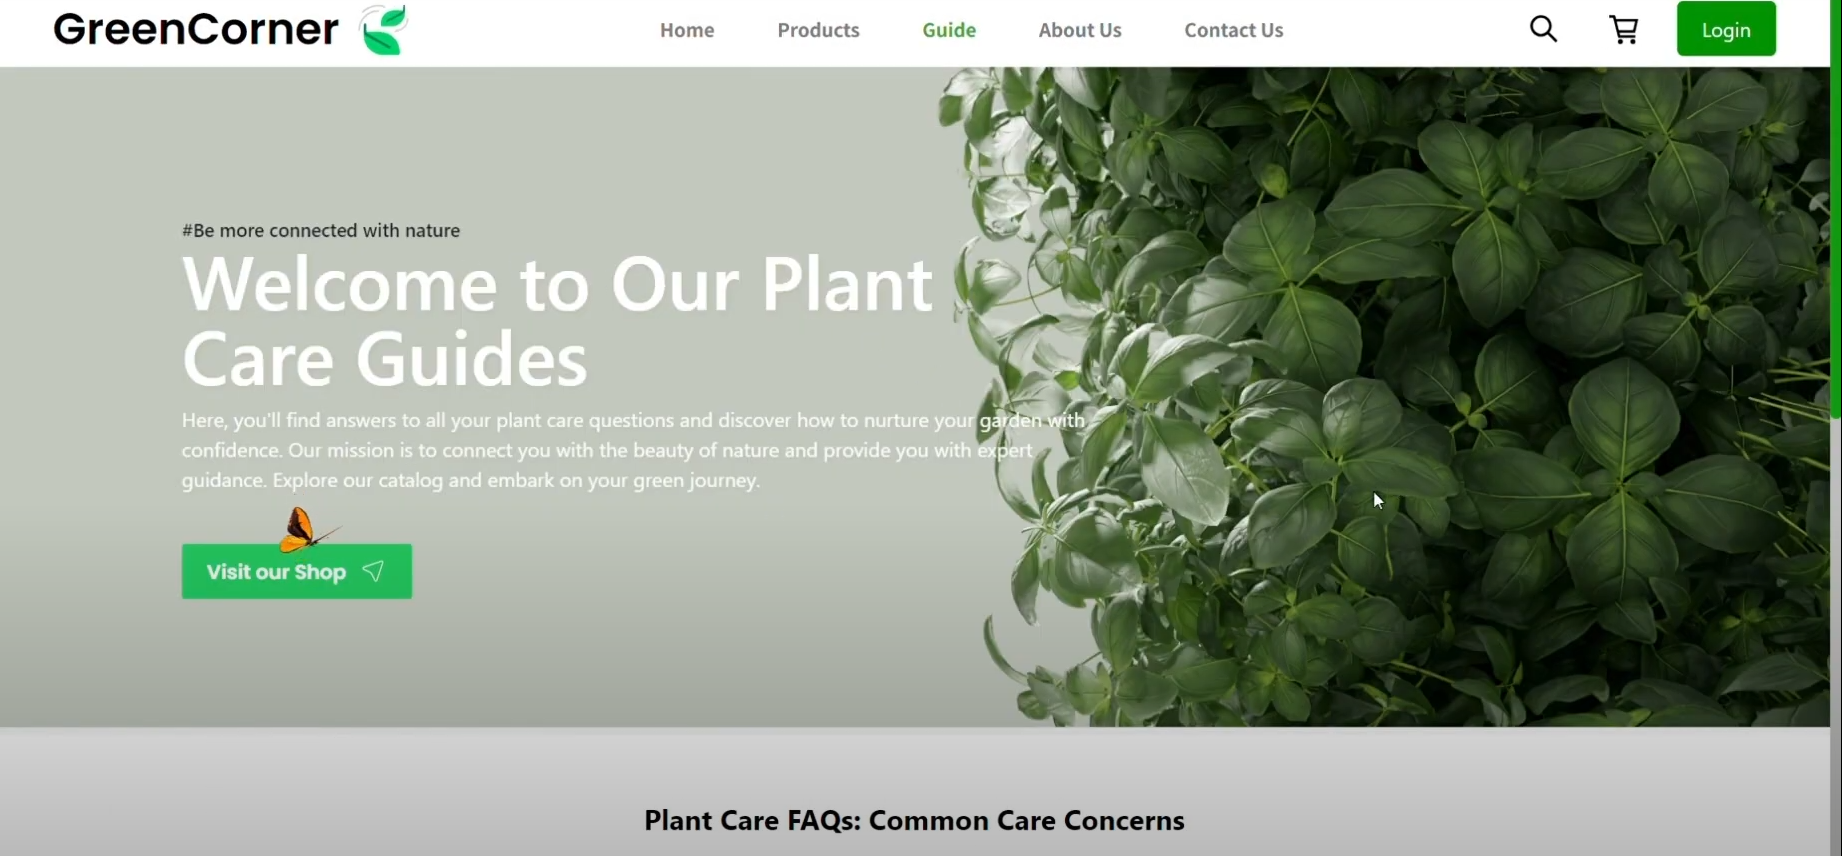 GreenCorner
Home Products Guide About Us Contact Us
Login
#Be more connected with nature
Welcome to Our Plant
Care Guides
Here, you'll find answers to all your plant care questions and discover how to nurture your garden with
confidence. Our mission is to connect you with the beauty of nature and provide you with expert
guidance. Explore our catalog and embark on your green journey.
Visit our Shop
Plant Care FAQs: Common Care Concerns